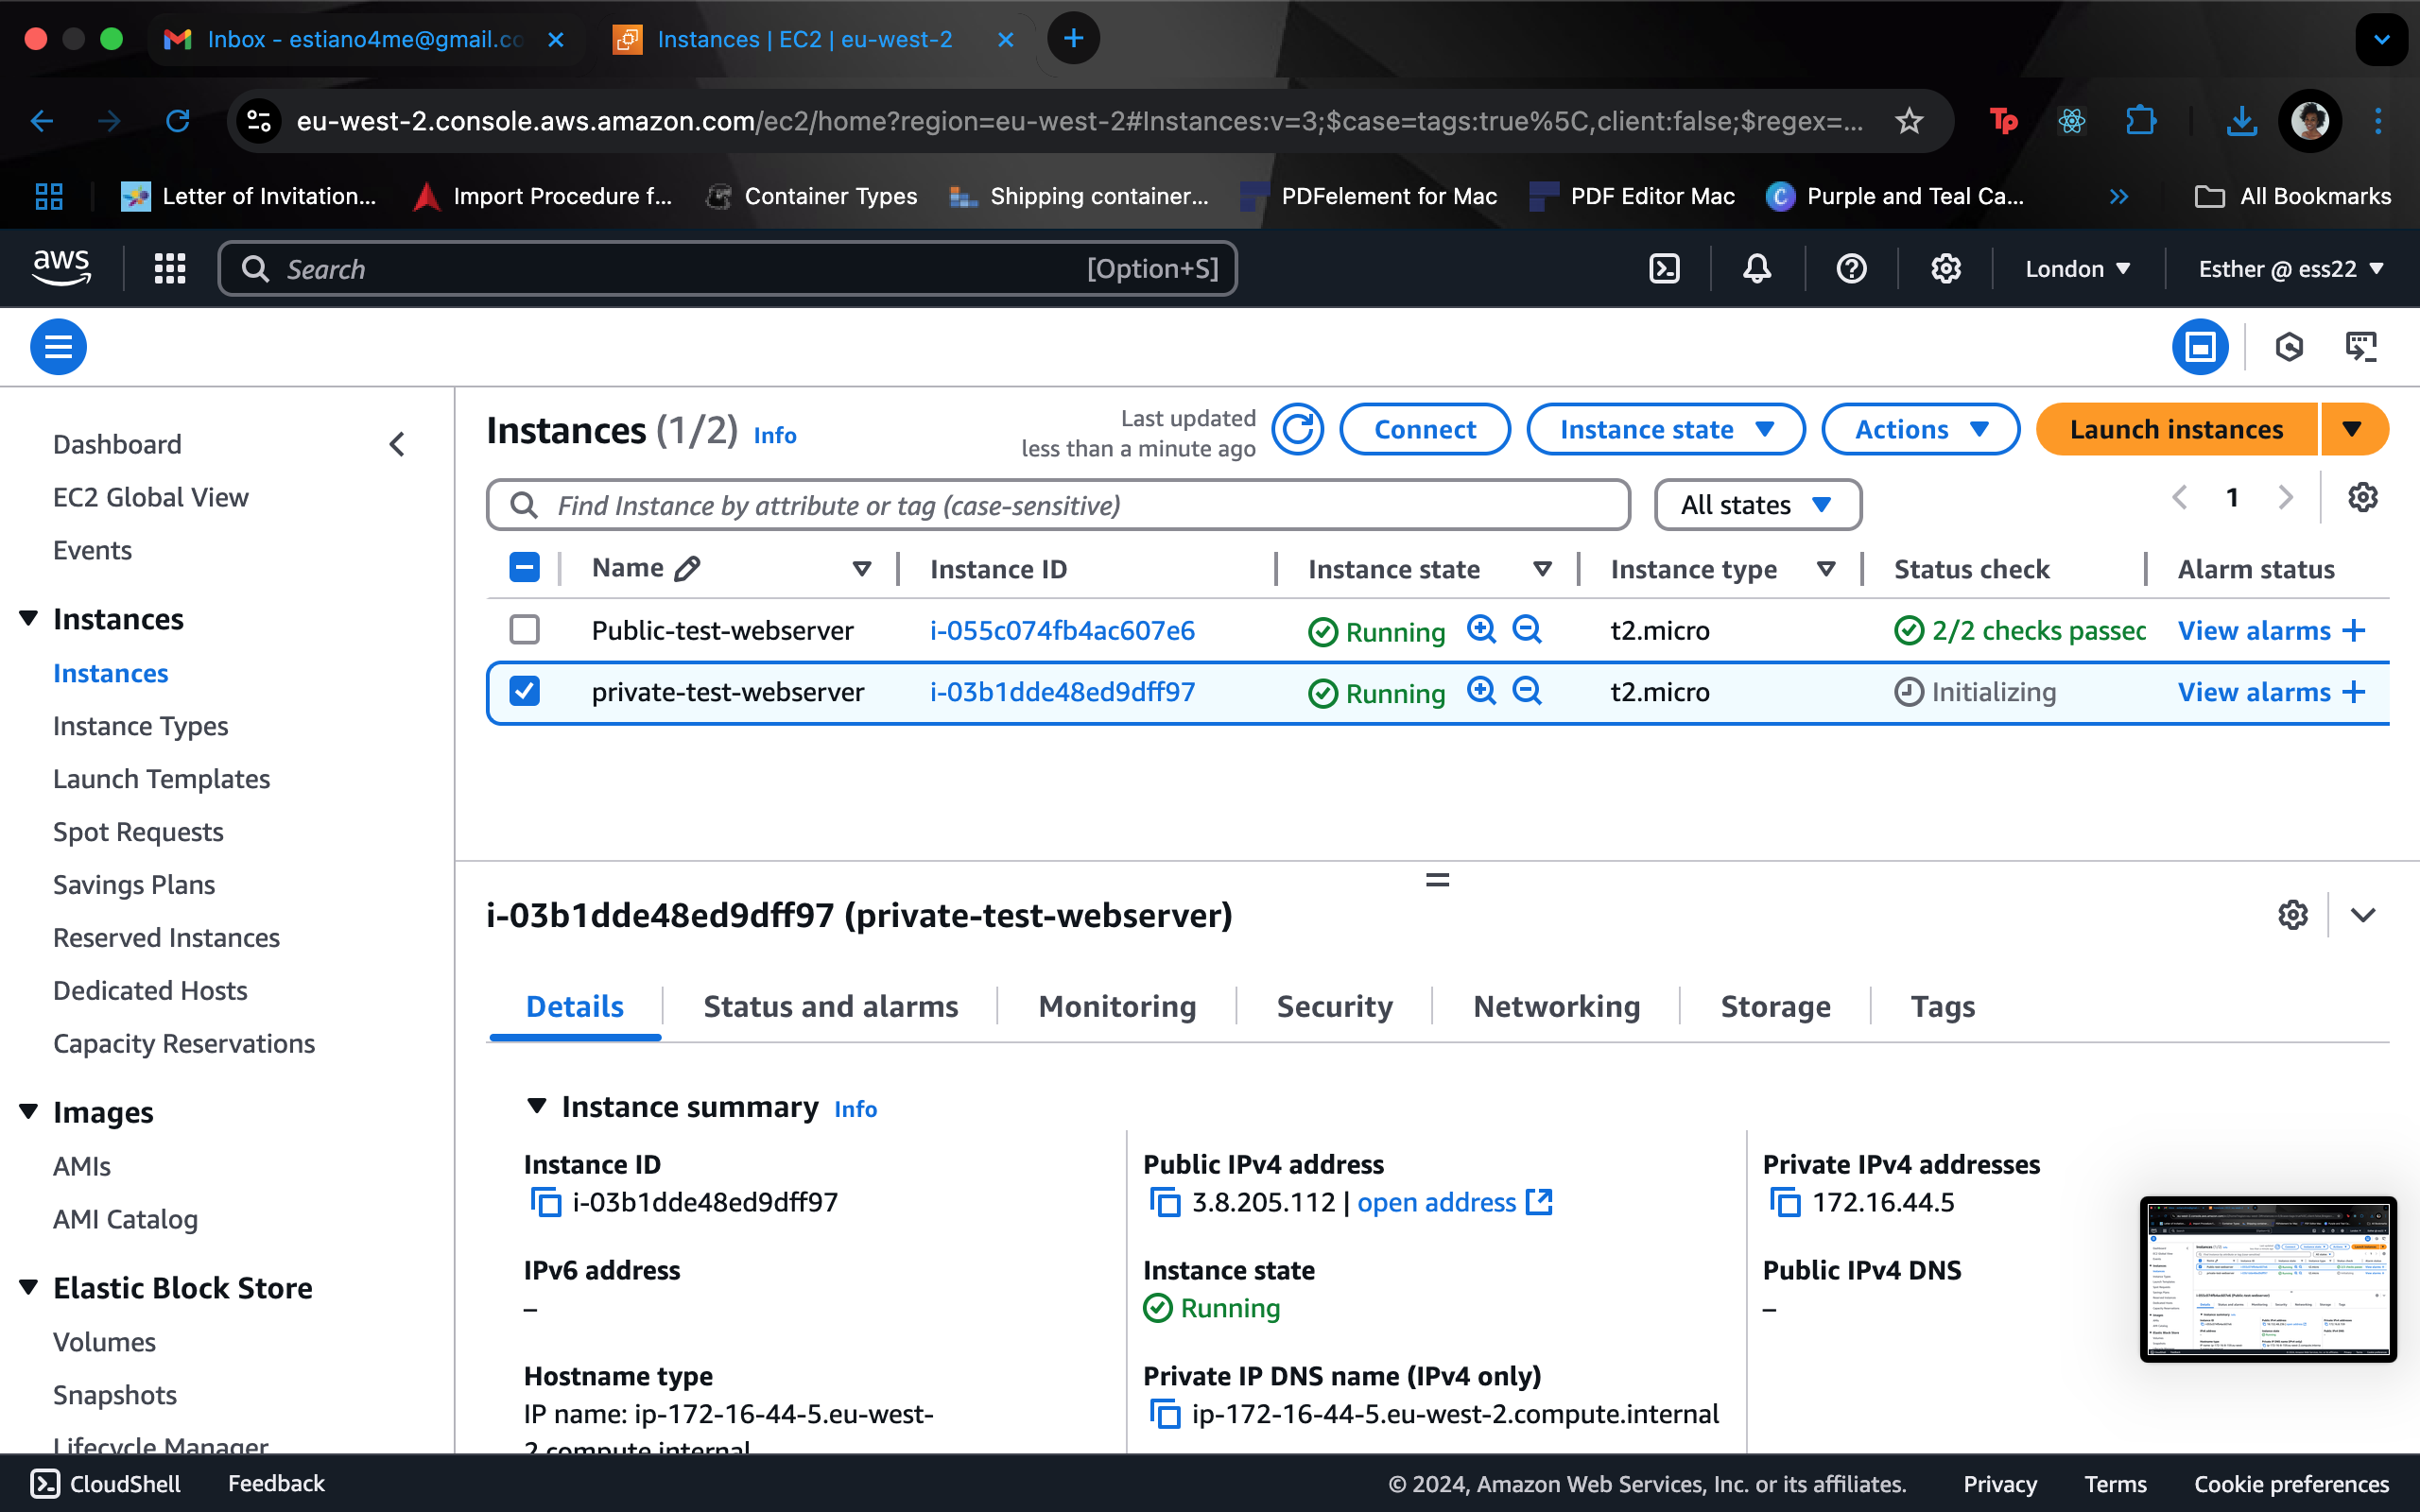 Inbox - estiano4me@gmail.co
Instances | EC2 | eu-west-2
eu-west-2.console.aws.amazon.com/ec2/home?region=eu-west-2#Instances:v=3;$case=tags:true%5C,client:false;$regex=...
Tp
Letter of Invitation...
Import Procedure f...
Container Types
Shipping container...
PDFelement for Mac
PDF Editor Mac
Purple and Teal Ca...
All Bookmarks
aws
Search
[Option+S]
London
Esther @ ess22
Dashboard
EC2 Global View
Events
Instances
Instances
Instance Types
Launch Templates
Spot Requests
Savings Plans
Reserved Instances
Dedicated Hosts
Capacity Reservations
Images
AMIs
AMI Catalog
Elastic Block Store
Volumes
Snapshots
Lifecycle Manager
Instances (1/2) Info
Last updated
less than a minute ago
Connect
Instance state
Actions
Launch instances
Find Instance by attribute or tag (case-sensitive)
All states
1
Name
Instance ID
Instance state
Instance type
Status check
Alarm status
Public-test-webserver i-055c074fb4ac607e6 Running t2.micro 2/2 checks passec View alarms +
private-test-webserver i-03b1dde48ed9dff97 Running t2.micro Initializing View alarms +
i-03b1dde48ed9dff97 (private-test-webserver)
Details
Status and alarms
Monitoring
Security
Networking
Storage
Tags
Instance summary Info
Instance ID
i-03b1dde48ed9dff97
Public IPv4 address
3.8.205.112 | open address
Private IPv4 addresses
172.16.44.5
IPv6 address
–
Instance state
Running
Public IPv4 DNS
–
Hostname type
IP name: ip-172-16-44-5.eu-west-
2.compute.internal
Private IP DNS name (IPv4 only)
ip-172-16-44-5.eu-west-2.compute.internal
CloudShell
Feedback
© 2024, Amazon Web Services, Inc. or its affiliates.
Privacy
Terms
Cookie preferences